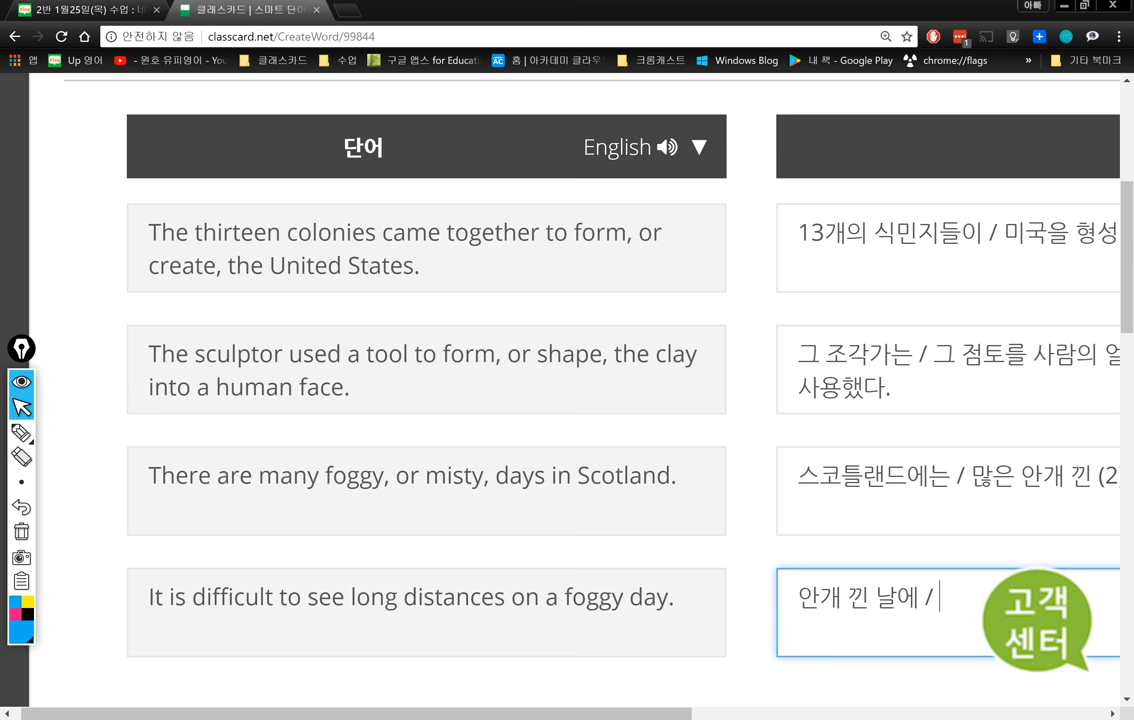 2반 1월25일(목) 수업 : 네
클래스카드 | 스마트 단어
아빠
안전하지 않음
classcard.net/CreateWord/99844
앱
Up 영어
- 원호 유피영어 - You
클래스카드
수업
구글 앱스 for Educati
홈 | 아카데미 클라우드
크롬캐스트
Windows Blog
내 책 - Google Play
chrome://flags
»
기타 북마크
단어
English
The thirteen colonies came together to form, or
create, the United States.
13개의 식민지들이 / 미국을 형성
The sculptor used a tool to form, or shape, the clay
into a human face.
그 조각가는 / 그 점토를 사람의 얼
사용했다.
There are many foggy, or misty, days in Scotland.
스코틀랜드에는 / 많은 안개 낀 (2
It is difficult to see long distances on a foggy day.
안개 낀 날에 /
고객
센터